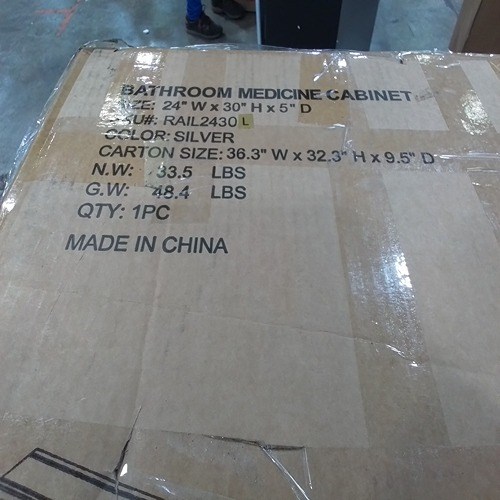 BATHROOM MEDICINE CABINET
SIZE: 24" W x 30" H x 5" D
SKU#: RAIL2430 L
COLOR: SILVER
CARTON SIZE: 36.3" W x 32.3" H x 9.5" D
N.W: 33.5 LBS
G.W: 48.4 LBS
QTY: 1PC
MADE IN CHINA